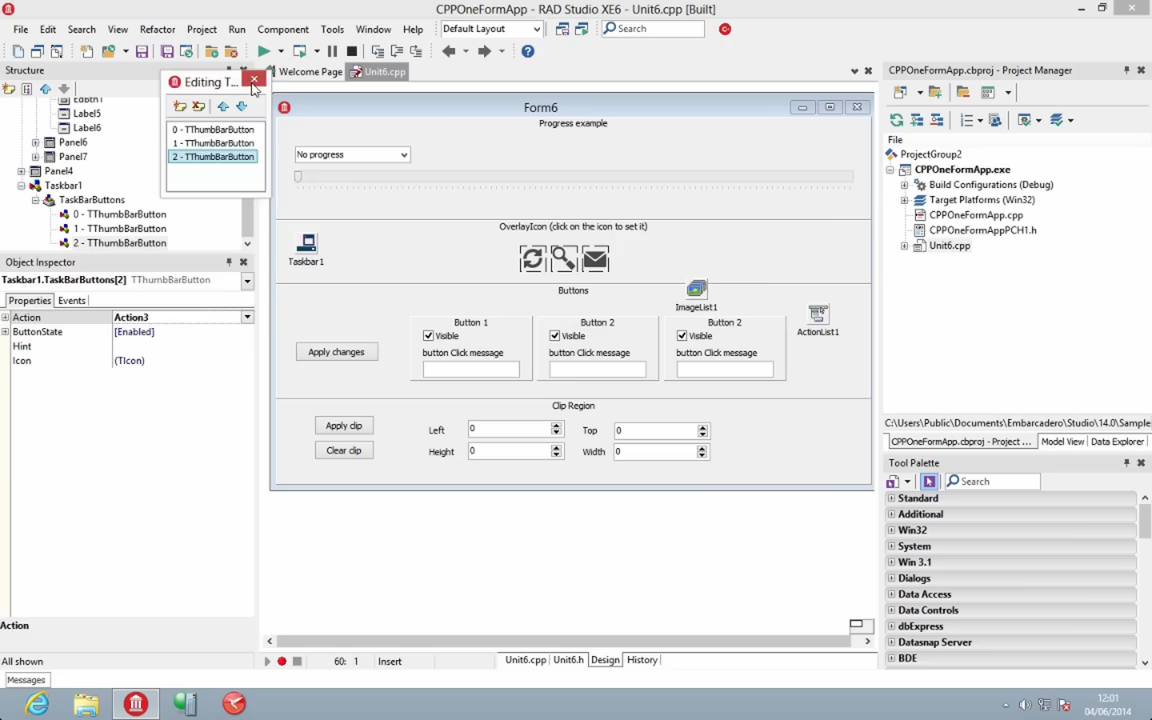 CPPOneFormApp - RAD Studio XE6 - Unit6.cpp [Built]
File Edit Search View Refactor Project Run Component Tools Window Help Default Layout Search
Structure
Editing T...
Welcome Page Unit6.cpp
CPPOneFormApp.cbproj - Project Manager
Edbtn1
Label5
Label6
Panel6
Panel7
Panel4
Taskbar1
TaskBarButtons
0 - TThumbBarButton
1 - TThumbBarButton
2 - TThumbBarButton
0 - TThumbBarButton
1 - TThumbBarButton
2 - TThumbBarButton
Object Inspector
Taskbar1.TaskBarButtons[2] TThumbBarButton
Properties Events
Action Action3
ButtonState [Enabled]
Hint
Icon (TIcon)
Action
All shown
Messages
Form6
Progress example
No progress
OverlayIcon (click on the icon to set it)
Taskbar1
Buttons
ImageList1
ActionList1
Apply changes
Button 1
Visible
button Click message
Button 2
Visible
button Click message
Button 2
Visible
button Click message
Clip Region
Apply clip
Clear clip
Left 0 Top 0
Height 0 Width 0
60: 1 Insert
Unit6.cpp Unit6.h Design History
File
ProjectGroup2
CPPOneFormApp.exe
Build Configurations (Debug)
Target Platforms (Win32)
CPPOneFormApp.cpp
CPPOneFormAppPCH1.h
Unit6.cpp
C:\Users\Public\Documents\Embarcadero\Studio\14.0\Sample
CPPOneFormApp.cbproj - Project ... Model View Data Explorer
Tool Palette
Search
Standard
Additional
Win32
System
Win 3.1
Dialogs
Data Access
Data Controls
dbExpress
Datasnap Server
BDE
12:01
04/06/2014